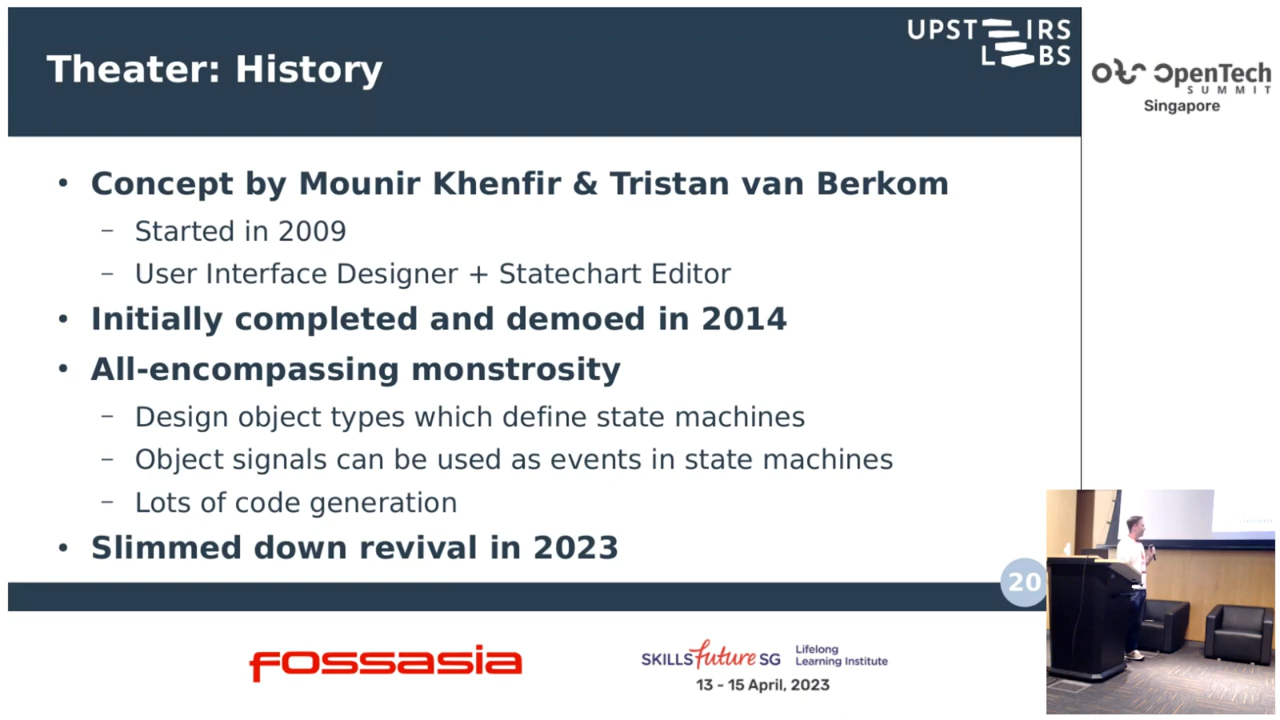 Theater: History
UPSTAIRS
LABS
OpenTech
SUMMIT
Singapore
• Concept by Mounir Khenfir & Tristan van Berkom
– Started in 2009
– User Interface Designer + Statechart Editor
• Initially completed and demoed in 2014
• All-encompassing monstrosity
– Design object types which define state machines
– Object signals can be used as events in state machines
– Lots of code generation
• Slimmed down revival in 2023
20
fossasia
SKILLSfuture SG
Lifelong
Learning Institute
13 - 15 April, 2023